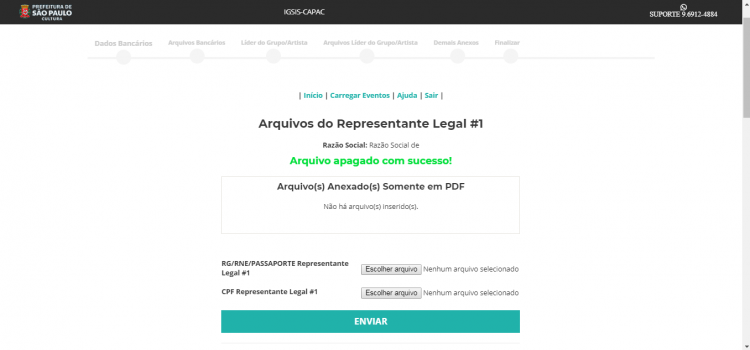 PREFEITURA DE
SÃO PAULO
CULTURA
IGSIS-CAPAC
SUPORTE 9.6912-4884
Dados Bancários
Arquivos Bancários
Líder do Grupo/Artista
Arquivos Líder do Grupo/Artista
Demais Anexos
Finalizar
| Início | Carregar Eventos | Ajuda | Sair |
Arquivos do Representante Legal #1
Razão Social: Razão Social de
Arquivo apagado com sucesso!
Arquivo(s) Anexado(s) Somente em PDF
Não há arquivo(s) inserido(s).
RG/RNE/PASSAPORTE Representante
Legal #1
Escolher arquivo Nenhum arquivo selecionado
CPF Representante Legal #1
Escolher arquivo Nenhum arquivo selecionado
ENVIAR